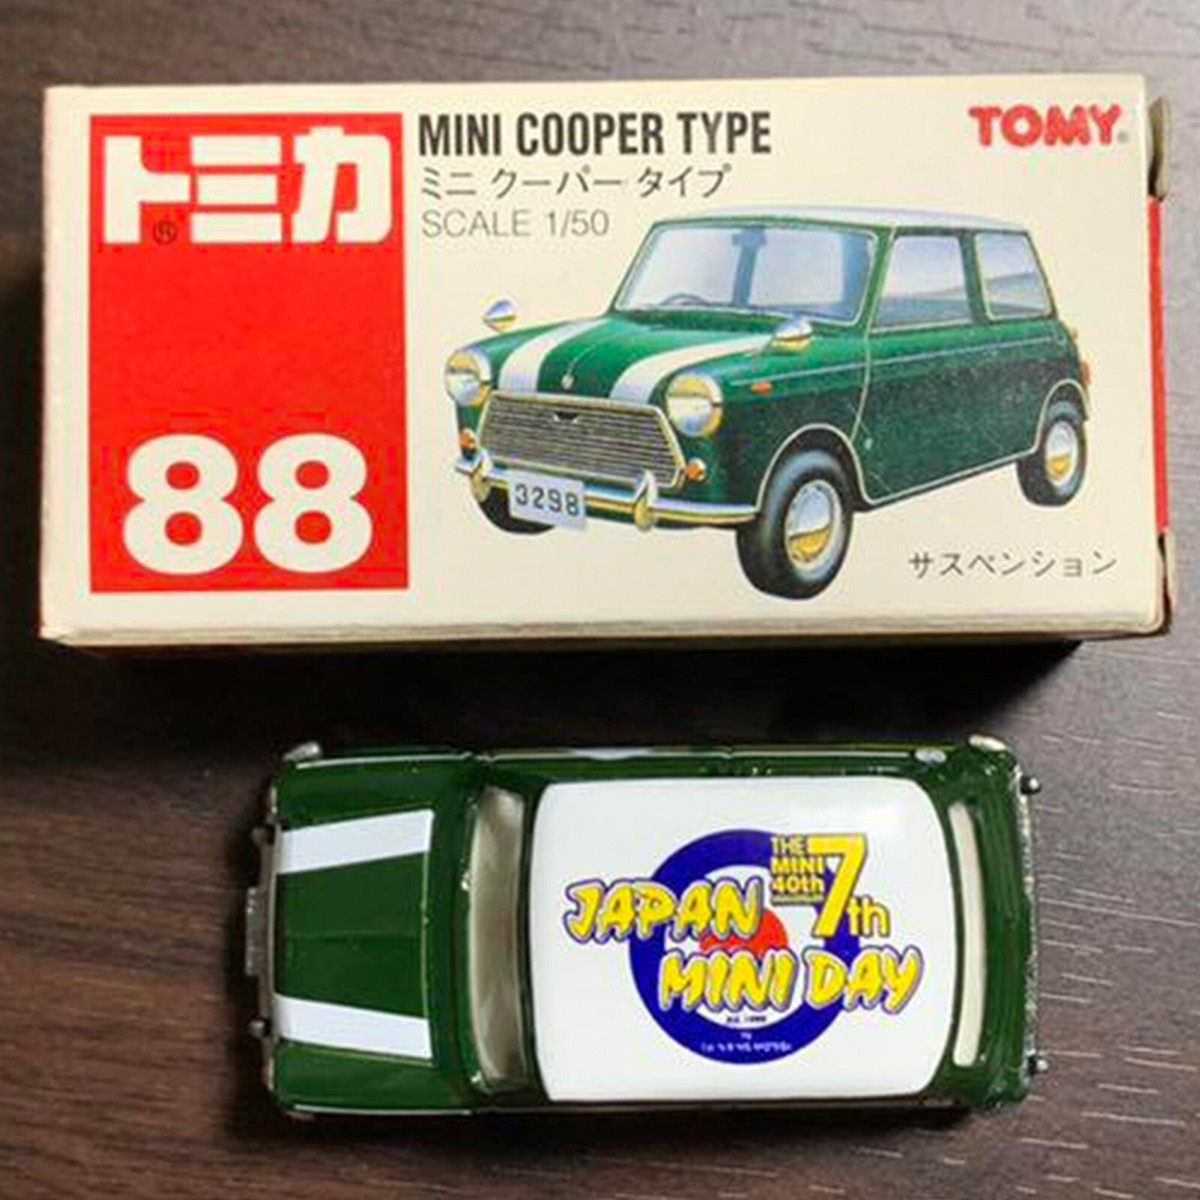 トミカ
®
MINI COOPER TYPE
ミニ クーパー タイプ
SCALE 1/50
TOMY®
88
3298
サスペンション
THE
MINI
40th
7th
JAPAN
MINI DAY